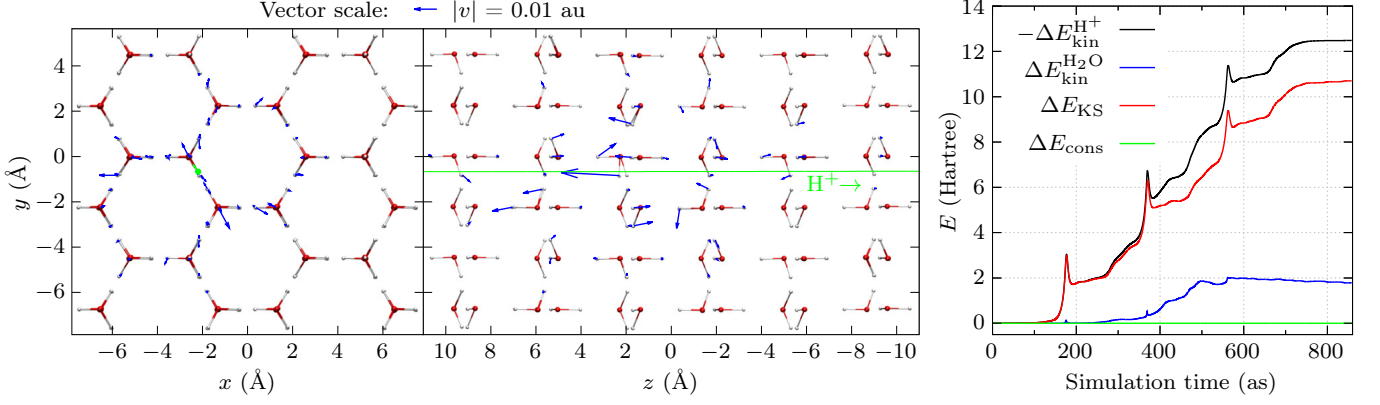 Vector scale: |v| = 0.01 au
4
2
0
−2
−4
−6
y (Å)
−6 −4 −2 0 2 4 6
x (Å)
H⁺→
10 8 6 4 2 0 −2 −4 −6 −8 −10
z (Å)
14
12
10
8
6
4
2
0
E (Hartree)
−ΔE_kin^H⁺
ΔE_kin^H₂O
ΔE_KS
ΔE_cons
0 200 400 600 800
Simulation time (as)